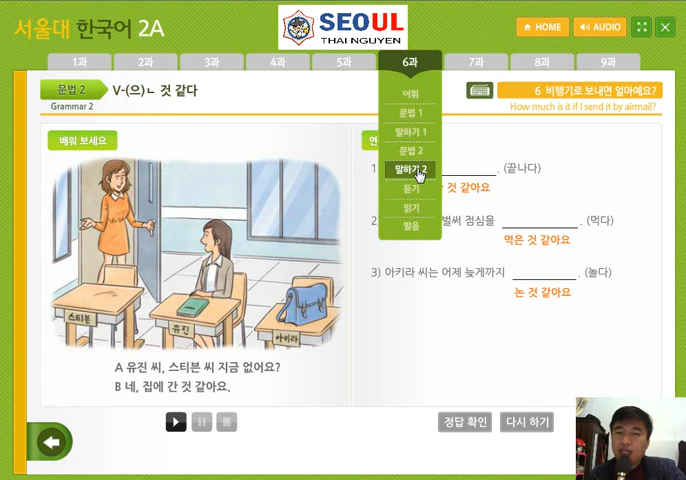 서울대 한국어 2A
SEOUL
THAI NGUYEN
HOME
AUDIO
1과
2과
3과
4과
5과
6과
7과
8과
9과
문법 2
Grammar 2
V-(으)ㄴ 것 같다
6 비행기로 보내면 얼마예요?
How much is it if I send it by airmail?
어휘
문법 1
말하기 1
문법 2
말하기 2
듣기
읽기
발음
배워 보세요
스티븐
유진
아키라
A 유진 씨, 스티븐 씨 지금 없어요?
B 네, 집에 간 것 같아요.
연
1
. (끝나다)
것 같아요
2
벌써 점심을 ________. (먹다)
먹은 것 같아요
3) 아키라 씨는 어제 늦게까지 ________. (놀다)
논 것 같아요
정답 확인
다시 하기